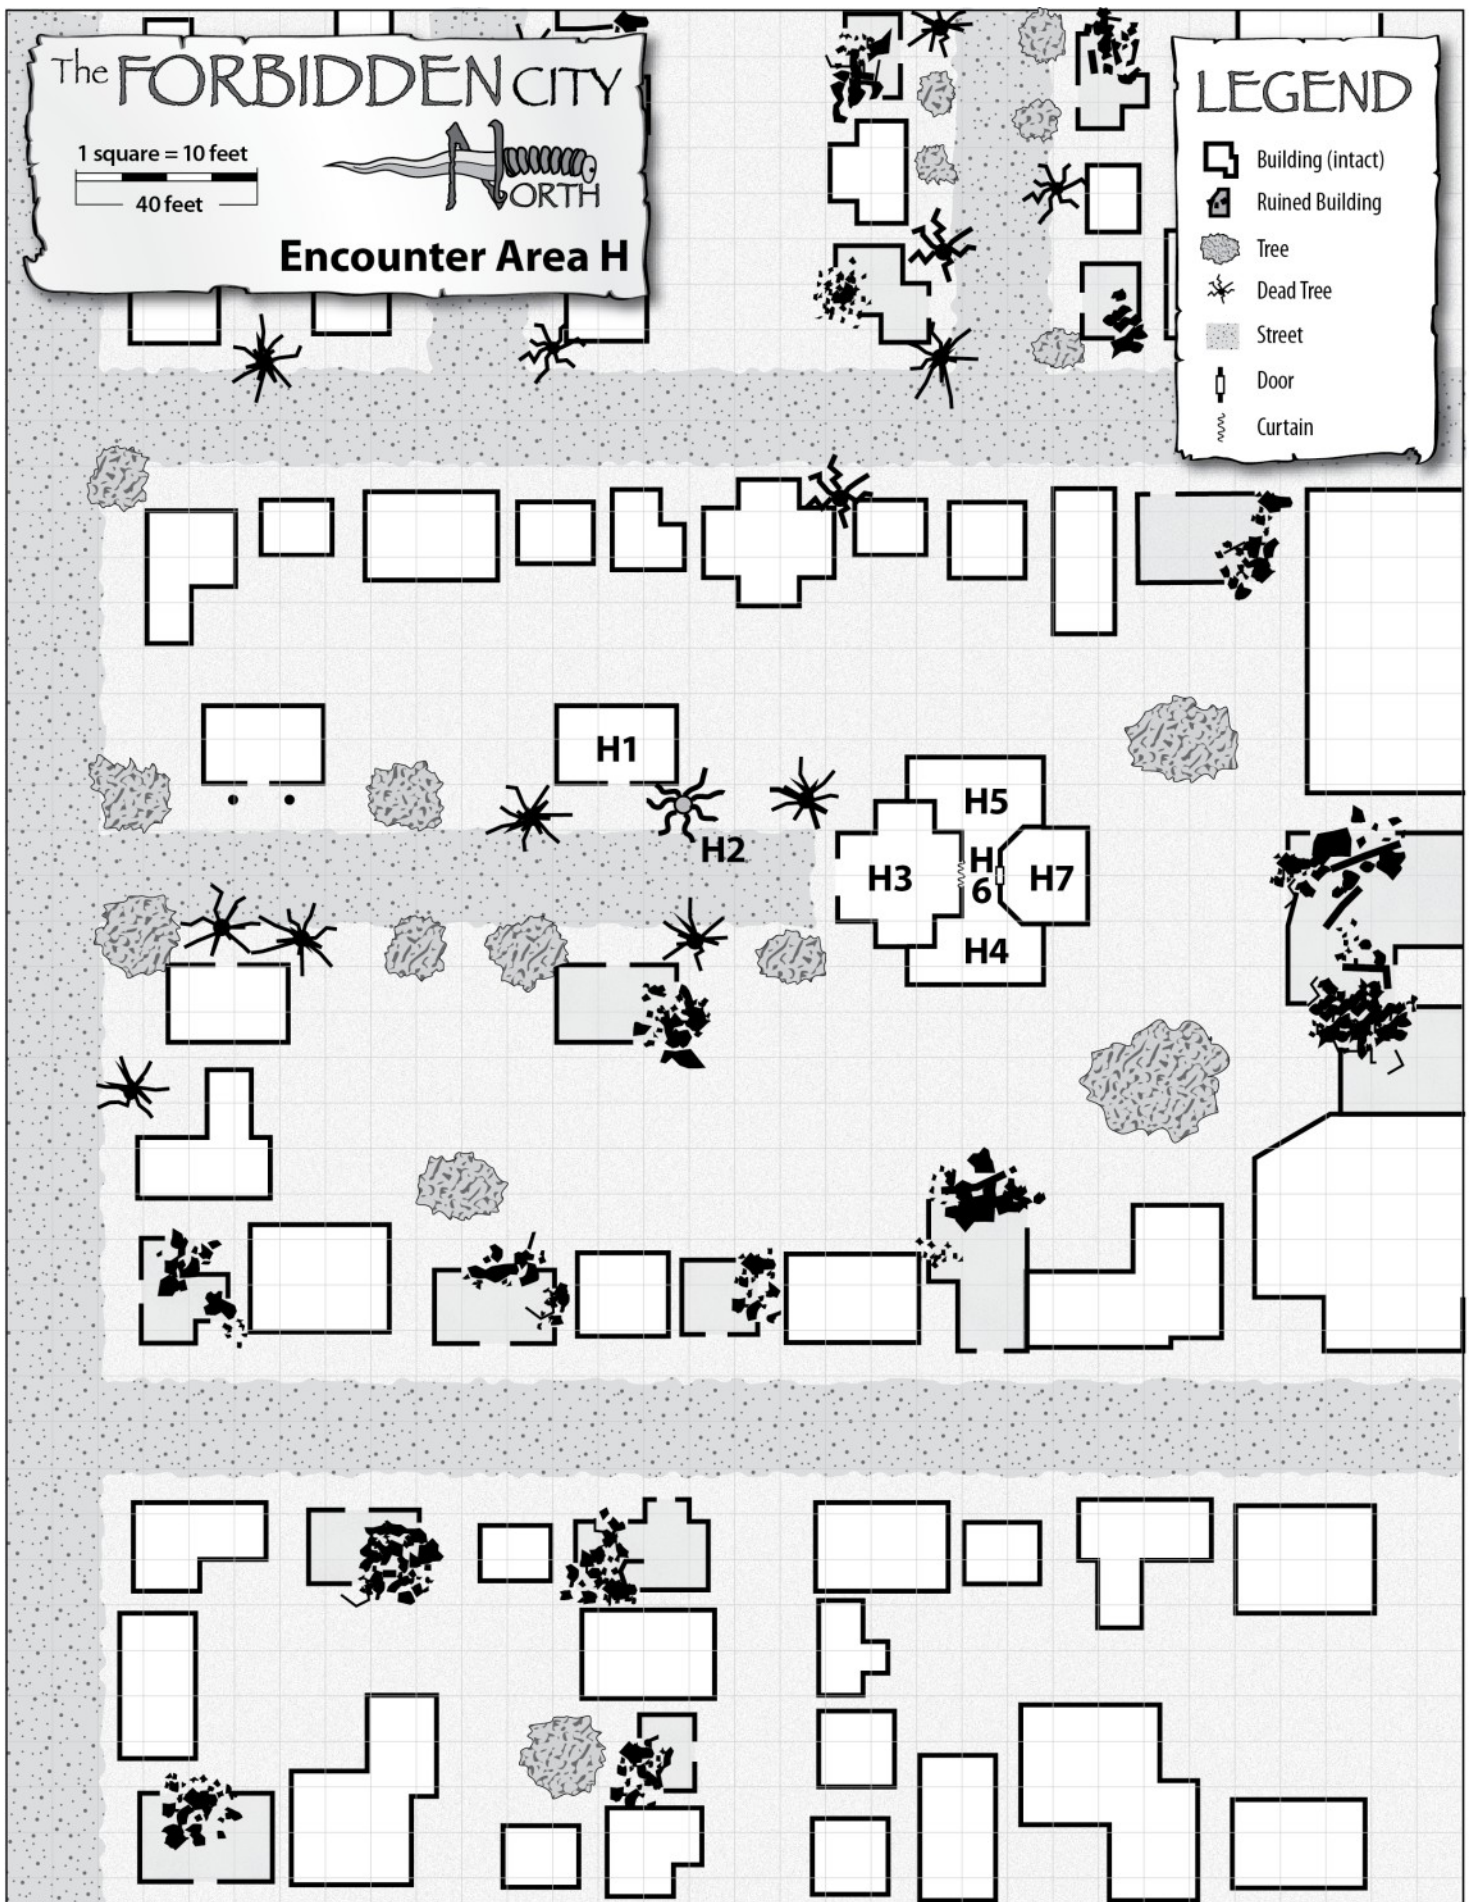 The FORBIDDEN CITY
1 square = 10 feet
40 feet
NORTH
Encounter Area H
LEGEND
Building (intact)
Ruined Building
Tree
Dead Tree
Street
Door
Curtain
H1
H2
H5
H3
H
6
H7
H4